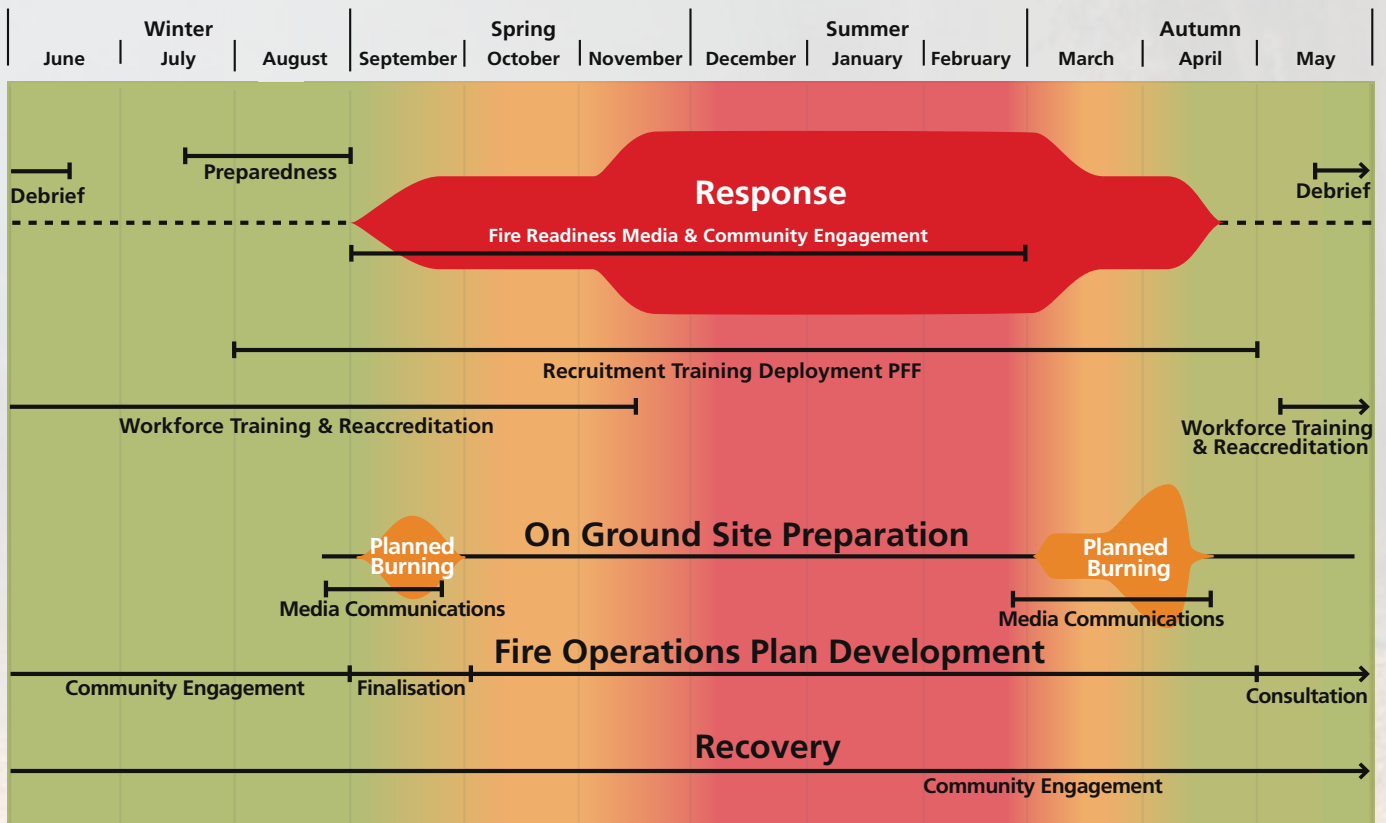 Winter
Spring
Summer
Autumn
June
July
August
September
October
November
December
January
February
March
April
May
Debrief
Preparedness
Response
Fire Readiness Media & Community Engagement
Debrief
Recruitment Training Deployment PFF
Workforce Training & Reaccreditation
Workforce Training
& Reaccreditation
On Ground Site Preparation
Planned
Burning
Planned
Burning
Media Communications
Media Communications
Fire Operations Plan Development
Community Engagement
Finalisation
Consultation
Recovery
Community Engagement